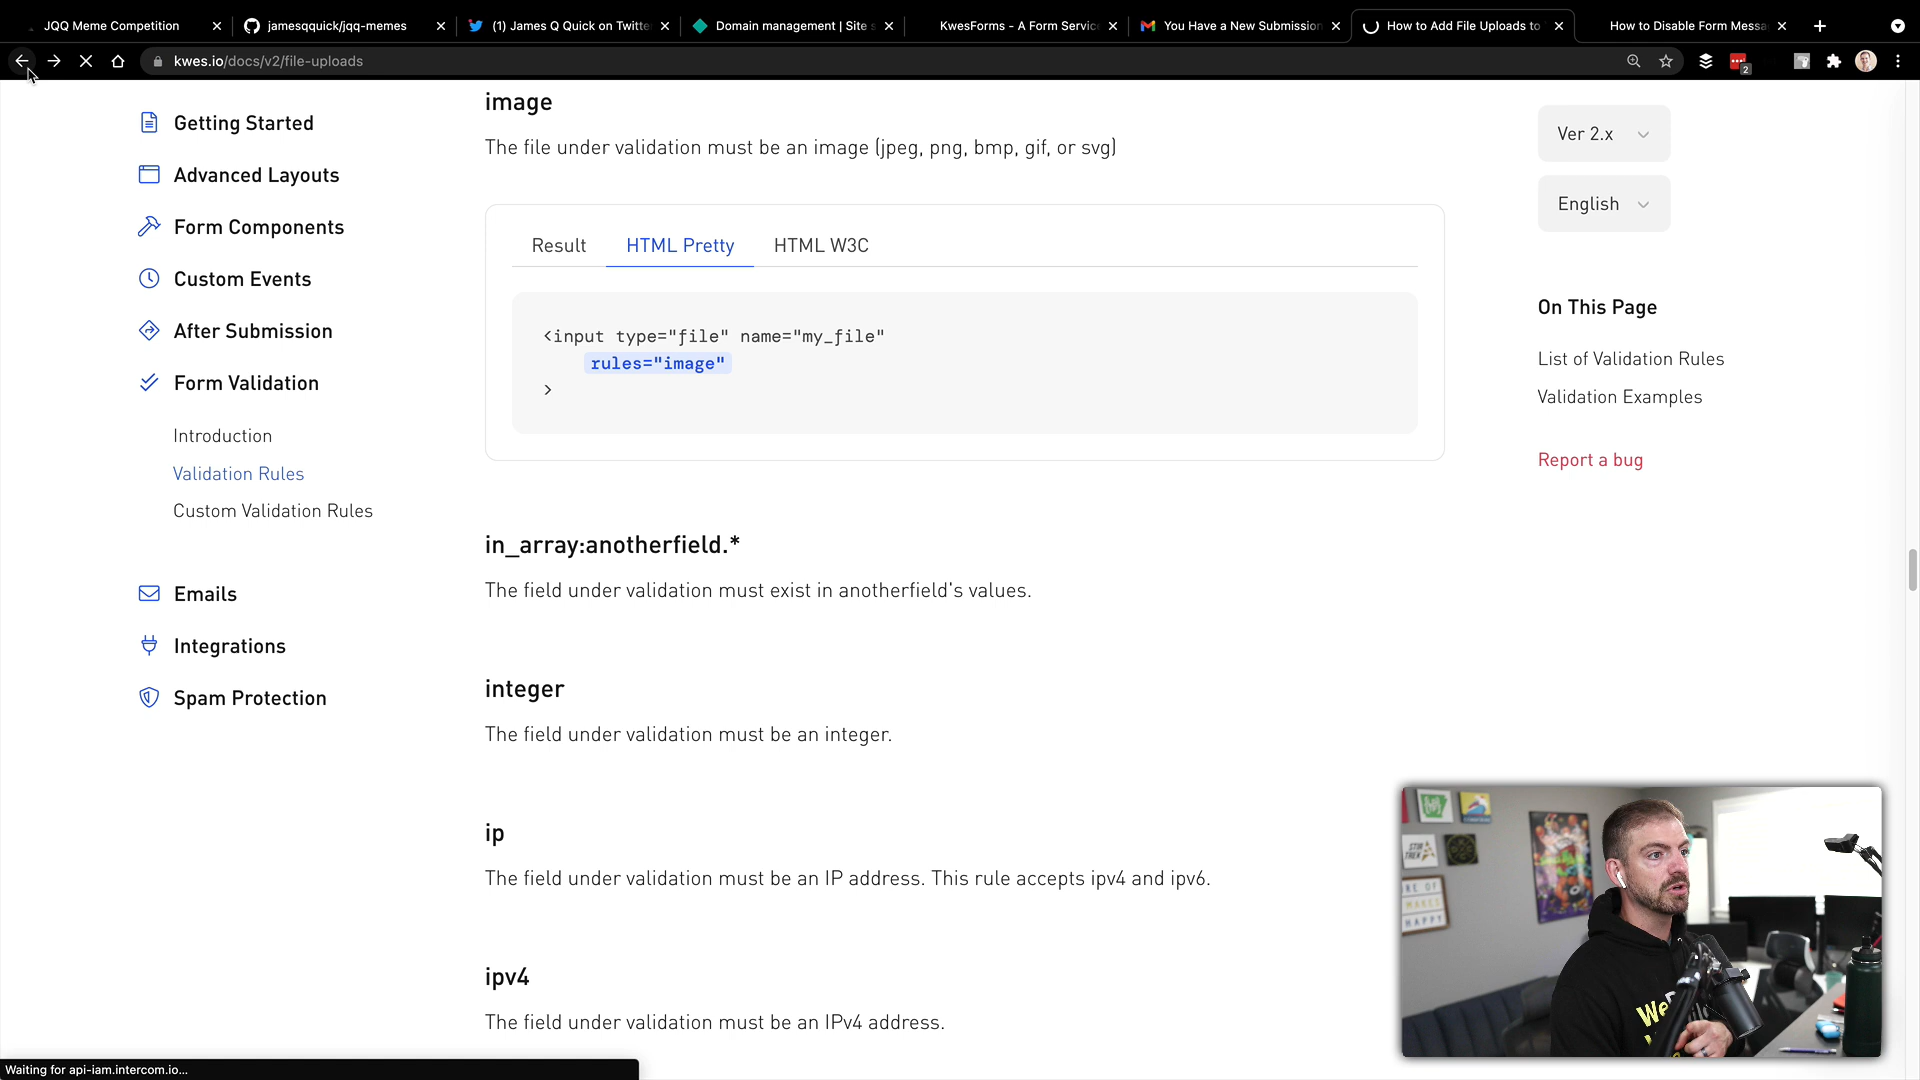 JQQ Meme Competition
jamesqquick/jqq-memes
(1) James Q Quick on Twitte
Domain management | Site s
KwesForms - A Form Servic
You Have a New Submission
How to Add File Uploads to
How to Disable Form Messa
kwes.io/docs/v2/file-uploads
2
Getting Started
Advanced Layouts
Form Components
Custom Events
After Submission
Form Validation
Introduction
Validation Rules
Custom Validation Rules
Emails
Integrations
Spam Protection
image
The file under validation must be an image (jpeg, png, bmp, gif, or svg)
Result HTML Pretty HTML W3C
<input type="file" name="my_file"
rules="image"
>
in_array:anotherfield.*
The field under validation must exist in anotherfield's values.
integer
The field under validation must be an integer.
ip
The field under validation must be an IP address. This rule accepts ipv4 and ipv6.
ipv4
The field under validation must be an IPv4 address.
Ver 2.x
English
On This Page
List of Validation Rules
Validation Examples
Report a bug
STAR
TREK
MAKES
HAPPY
We
Waiting for api-iam.intercom.io...